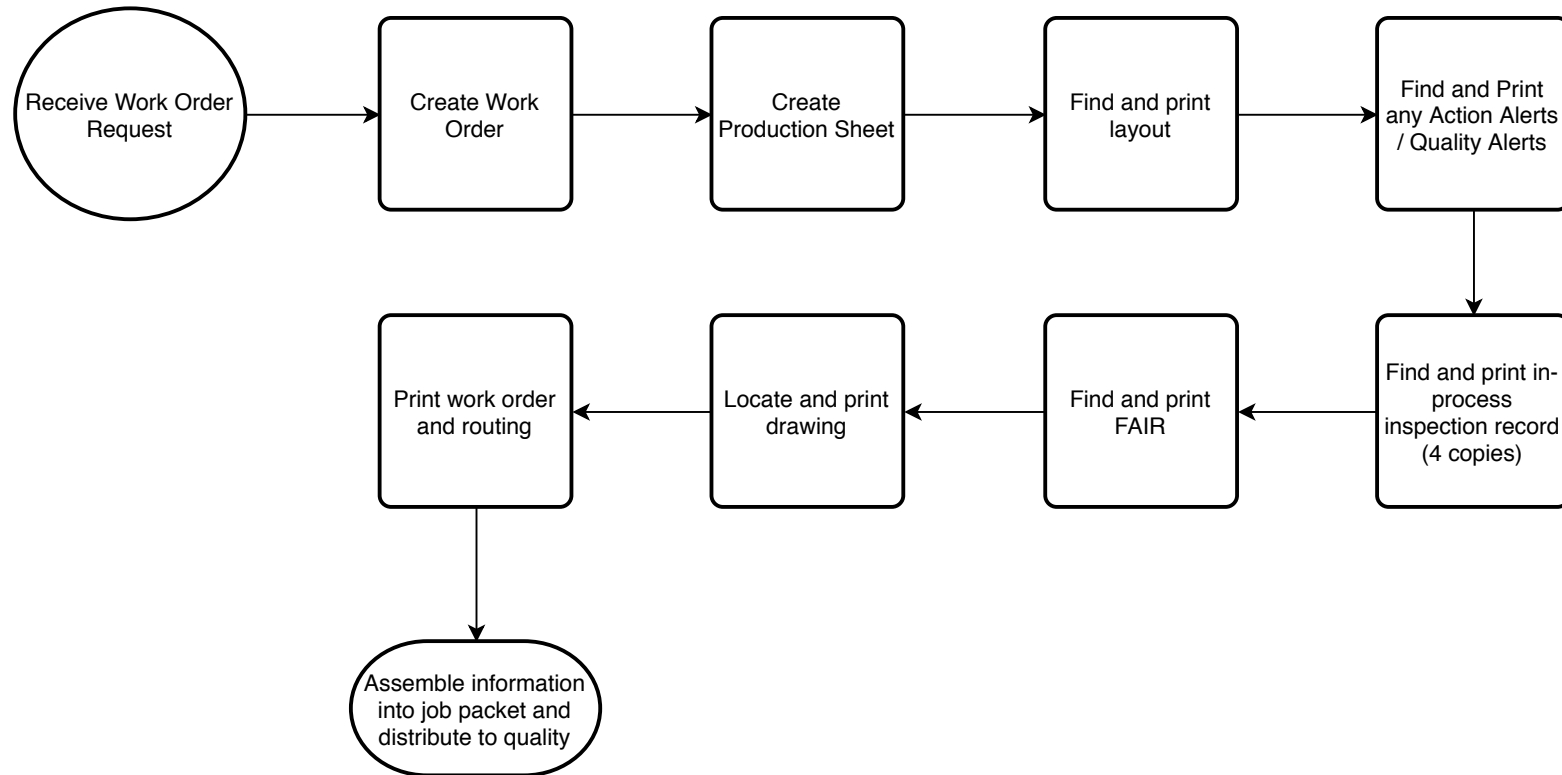 Receive Work Order
Request
Create Work
Order
Create
Production Sheet
Find and print
layout
Find and Print
any Action Alerts
/ Quality Alerts
Find and print in-
process
inspection record
(4 copies)
Find and print
FAIR
Locate and print
drawing
Print work order
and routing
Assemble information
into job packet and
distribute to quality